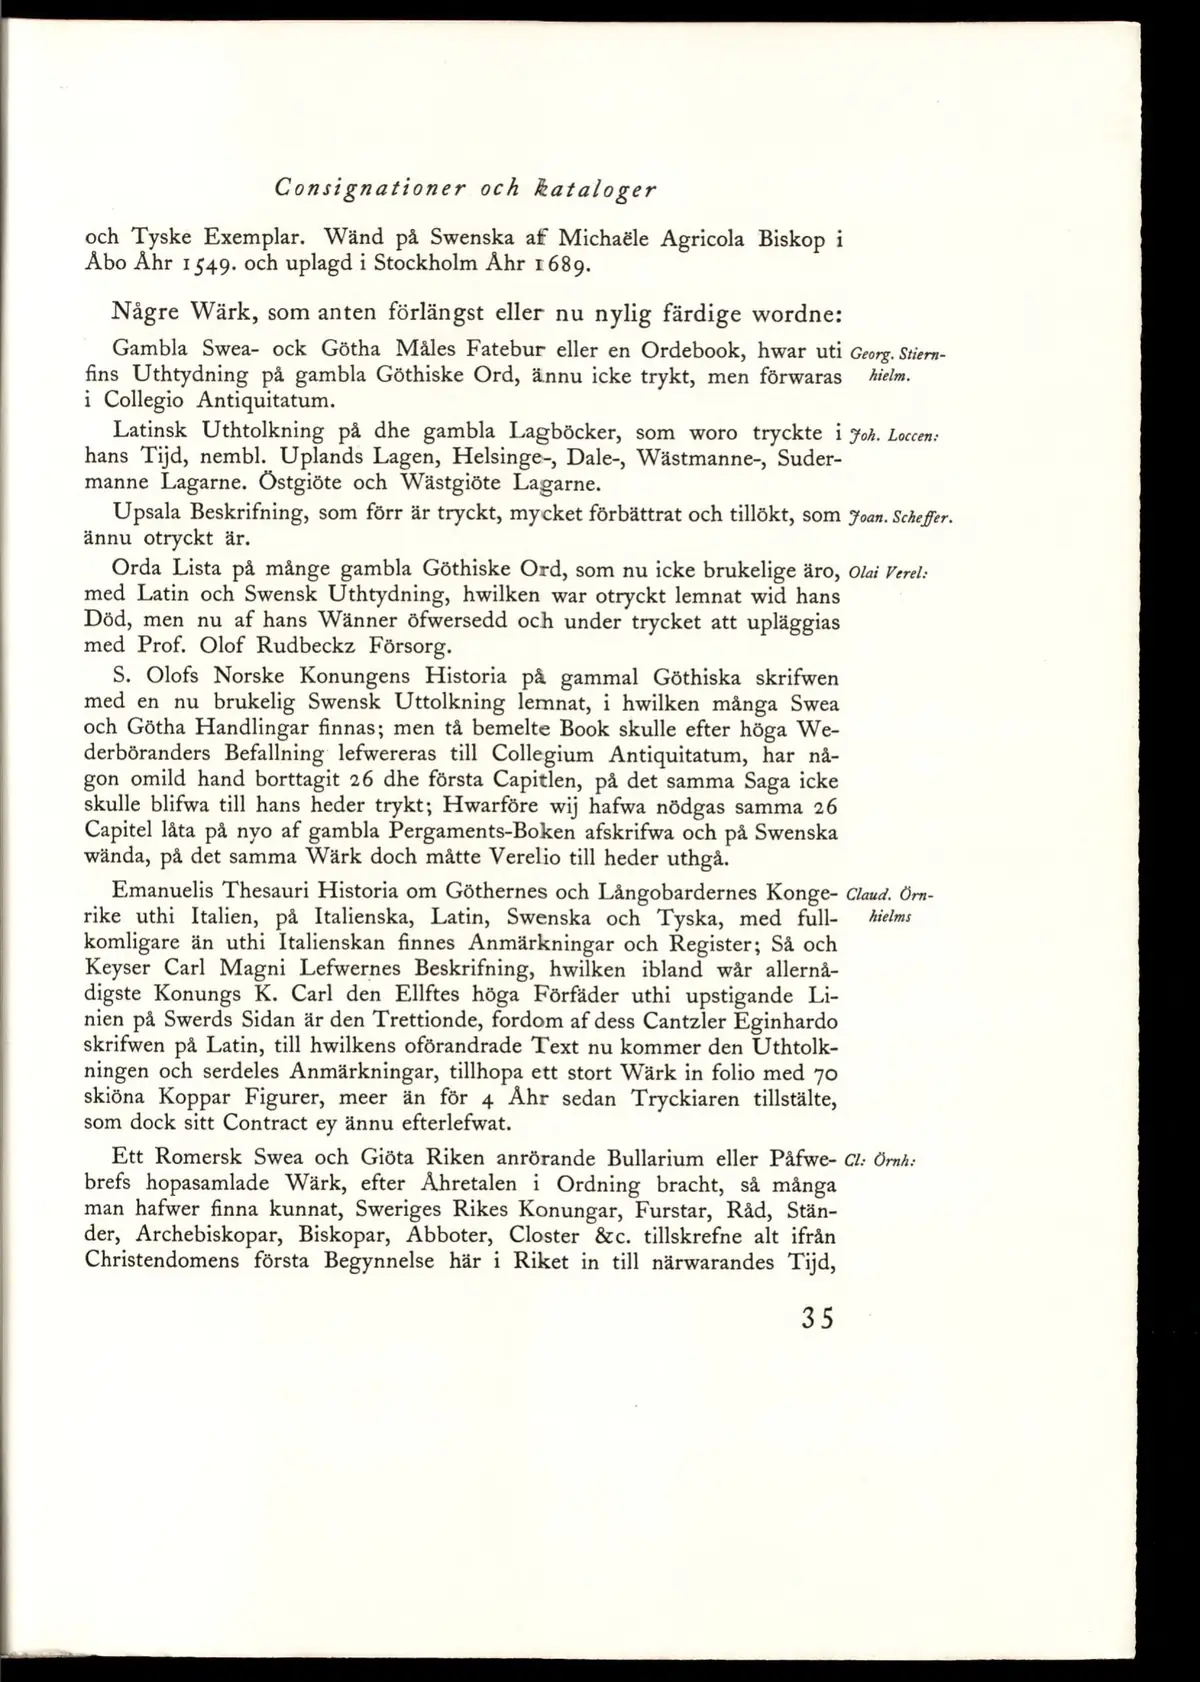 Consignationer och kataloger
och Tyske Exemplar. Wänd på Swenska af Michaële Agricola Biskop i
Åbo Åhr 1549. och uplagd i Stockholm Åhr 1689.
Någre Wärk, som anten förlängst eller nu nylig färdige wordne:
Gambla Swea- ock Götha Måles Fatebur eller en Ordebook, hwar uti Georg. Stiern-
fins Uthtydning på gambla Göthiske Ord, ännu icke trykt, men förwaras hielm.
i Collegio Antiquitatum.
Latinsk Uthtolkning på dhe gambla Lagböcker, som woro tryckte i Joh. Loccen:
hans Tijd, nembl. Uplands Lagen, Helsinge-, Dale-, Wästmanne-, Suder-
manne Lagarne. Östgiöte och Wästgiöte Lagarne.
Upsala Beskrifning, som förr är tryckt, mycket förbättrat och tillökt, som Joan. Scheffer.
ännu otryckt är.
Orda Lista på månge gambla Göthiske Ord, som nu icke brukelige äro, Olai Verel:
med Latin och Swensk Uthtydning, hwilken war otryckt lemnat wid hans
Död, men nu af hans Wänner öfwersedd och under trycket att upläggias
med Prof. Olof Rudbeckz Försorg.
S. Olofs Norske Konungens Historia på gammal Göthiska skrifwen
med en nu brukelig Swensk Uttolkning lemnat, i hwilken många Swea
och Götha Handlingar finnas; men tå bemelte Book skulle efter höga We-
derböranders Befallning lefwereras till Collegium Antiquitatum, har nå-
gon omild hand borttagit 26 dhe första Capitlen, på det samma Saga icke
skulle blifwa till hans heder trykt; Hwarföre wij hafwa nödgas samma 26
Capitel låta på nyo af gambla Pergaments-Boken afskrifwa och på Swenska
wända, på det samma Wärk doch måtte Verelio till heder uthgå.
Emanuelis Thesauri Historia om Göthernes och Långobardernes Konge- Claud. Örn-
rike uthi Italien, på Italienska, Latin, Swenska och Tyska, med full- hielms
komligare än uthi Italienskan finnes Anmärkningar och Register; Så och
Keyser Carl Magni Lefwernes Beskrifning, hwilken ibland wår allernå-
digste Konungs K. Carl den Ellftes höga Förfäder uthi upstigande Li-
nien på Swerds Sidan är den Trettionde, fordom af dess Cantzler Eginhardo
skrifwen på Latin, till hwilkens oförandrade Text nu kommer den Uthtolk-
ningen och serdeles Anmärkningar, tillhopa ett stort Wärk in folio med 70
skiöna Koppar Figurer, meer än för 4 Åhr sedan Tryckiaren tillstälte,
som dock sitt Contract ey ännu efterlefwat.
Ett Romersk Swea och Giöta Riken anrörande Bullarium eller Påfwe- Cl: Örnh:
brefs hopasamlade Wärk, efter Åhretalen i Ordning bracht, så många
man hafwer finna kunnat, Sweriges Rikes Konungar, Furstar, Råd, Stän-
der, Archebiskopar, Biskopar, Abboter, Closter &c. tillskrefne alt ifrån
Christendomens första Begynnelse här i Riket in till närwarandes Tijd,
35